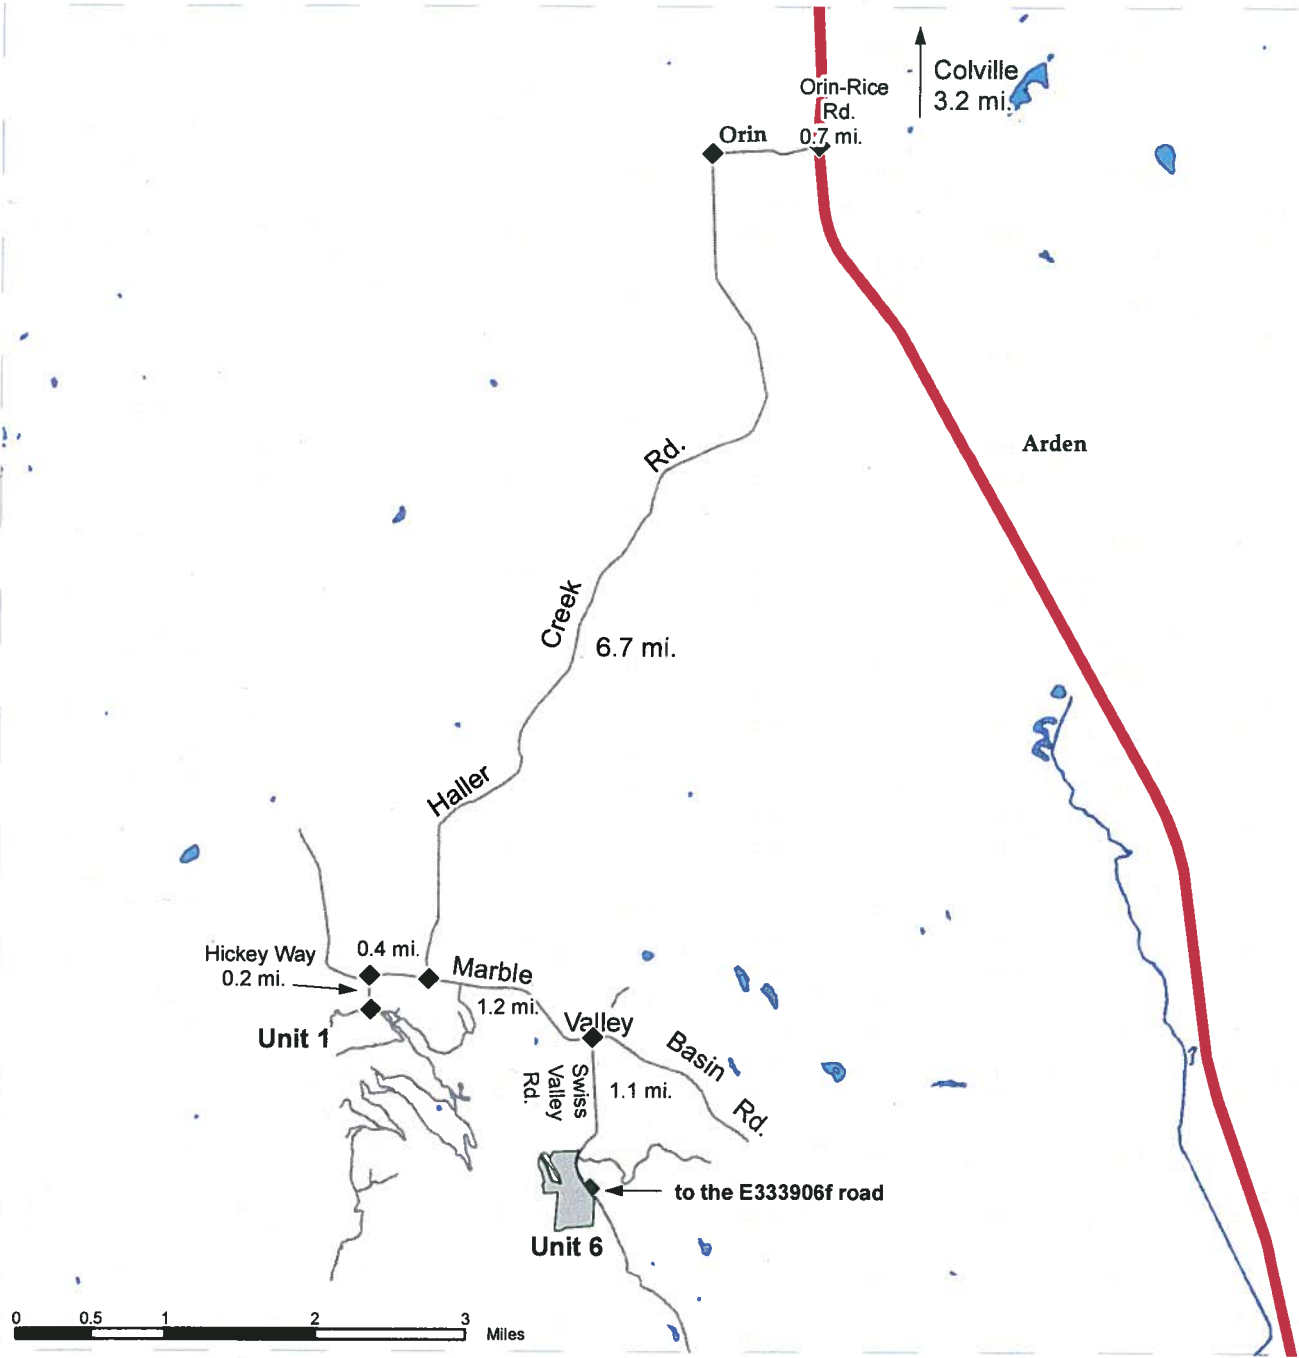 Colville
3.2 mi.
Orin-Rice
Rd.
0.7 mi.
Orin
Arden
Rd.
Creek
6.7 mi.
Haller
Hickey Way
0.2 mi.
0.4 mi.
Marble
1.2 mi.
Valley
Basin
Rd.
Unit 1
Swiss
Valley
Rd.
1.1 mi.
to the E333906f road
Unit 6
0 0.5 1 2 3
Miles